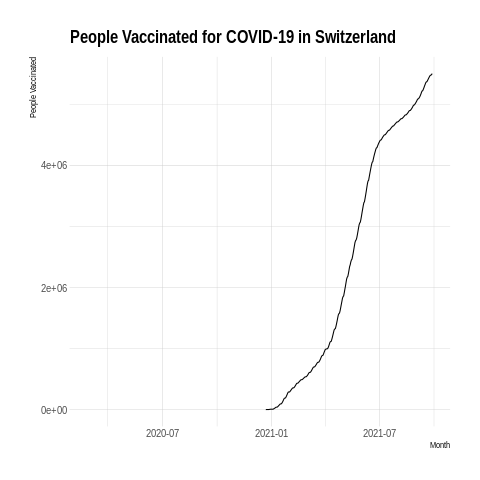 People Vaccinated for COVID-19 in Switzerland
People Vaccinated
4e+06
2e+06
0e+00
2020-07
2021-01
2021-07
Month